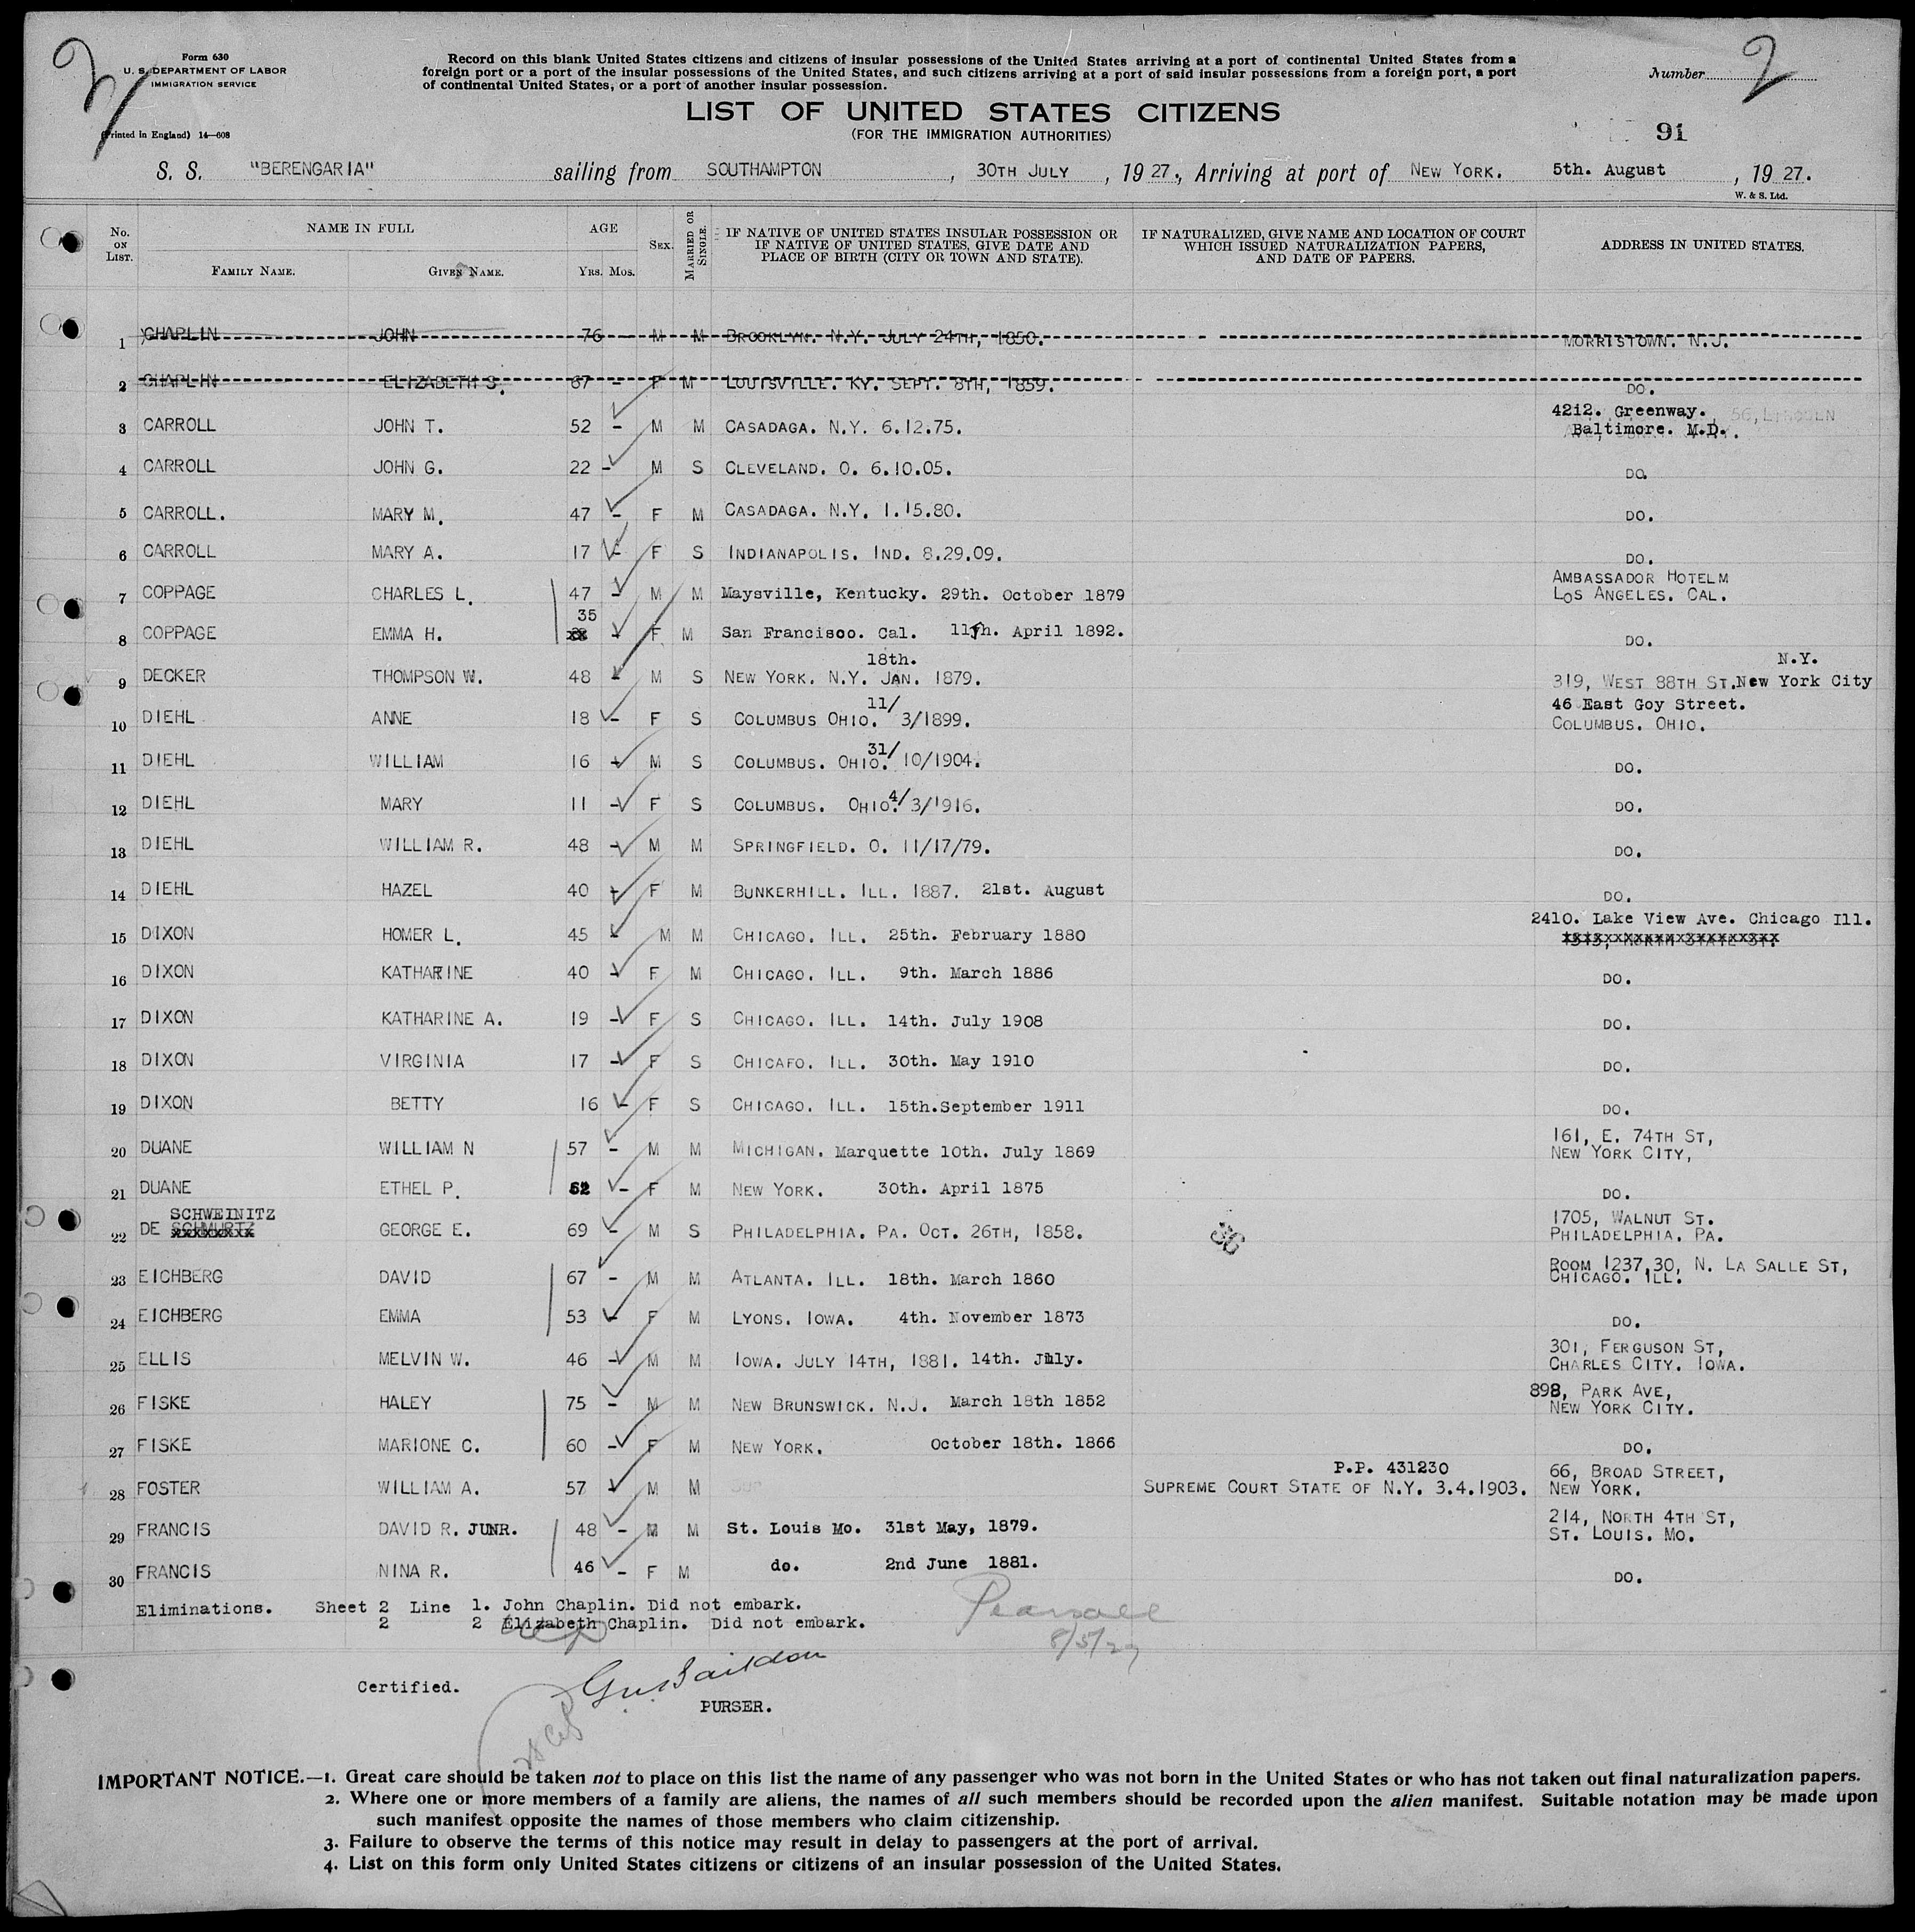 2
Form 630
U. S. DEPARTMENT OF LABOR
IMMIGRATION SERVICE
(Printed in England) 14—608
Record on this blank United States citizens and citizens of insular possessions of the United States arriving at a port of continental United States from a
foreign port or a port of the insular possessions of the United States, and such citizens arriving at a port of said insular possessions from a foreign port, a port
of continental United States, or a port of another insular possession.
Number 2
LIST OF UNITED STATES CITIZENS
(FOR THE IMMIGRATION AUTHORITIES)
91
S. S. "BERENGARIA" sailing from SOUTHAMPTON , 30TH JULY , 1927., Arriving at port of NEW YORK. 5th. August , 1927.
W. & S. Ltd.
No. ON LIST. NAME IN FULL FAMILY NAME. GIVEN NAME. AGE YRS. MOS. SEX. MARRIED OR SINGLE. IF NATIVE OF UNITED STATES INSULAR POSSESSION OR IF NATIVE OF UNITED STATES, GIVE DATE AND PLACE OF BIRTH (CITY OR TOWN AND STATE). IF NATURALIZED, GIVE NAME AND LOCATION OF COURT WHICH ISSUED NATURALIZATION PAPERS, AND DATE OF PAPERS. ADDRESS IN UNITED STATES.
1 CHAPLIN JOHN 76 — M M BROOKLYN. N.Y. JULY 24TH, 1850. MORRISTOWN. N.J.
2 CHAPLIN ELIZABETH S. 67 - F M LOUISVILLE. KY. SEPT. 8TH, 1859. DO.
3 CARROLL JOHN T. 52 - M M CASADAGA. N.Y. 6.12.75. 4212. Greenway. Baltimore. M.D.
4 CARROLL JOHN G. 22 - M S CLEVELAND. O. 6.10.05. DO.
5 CARROLL. MARY M. 47 - F M CASADAGA. N.Y. 1.15.80. DO.
6 CARROLL MARY A. 17 - F S INDIANAPOLIS. IND. 8.29.09. DO.
7 COPPAGE CHARLES L. 47 - M M Maysville, Kentucky. 29th. October 1879 AMBASSADOR HOTELM LOS ANGELES. CAL.
8 COPPAGE EMMA H. 35 - F M San Francisco. Cal. 11th. April 1892. DO.
9 DECKER THOMPSON W. 48 - M S NEW YORK. N.Y. JAN. 18th. 1879. 319, WEST 88TH ST. New York City N.Y.
10 DIEHL ANNE 18 - F S COLUMBUS OHIO. 11/3/1899. 46 East Goy Street. COLUMBUS. OHIO.
11 DIEHL WILLIAM 16 - M S COLUMBUS. OHIO. 31/10/1904. DO.
12 DIEHL MARY 11 - F S COLUMBUS. OHIO. 4/3/1916. DO.
13 DIEHL WILLIAM R. 48 - M M SPRINGFIELD. O. 11/17/79. DO.
14 DIEHL HAZEL 40 - F M BUNKERHILL. ILL. 1887. 21st. August DO.
15 DIXON HOMER L. 45 - M M CHICAGO. ILL. 25th. February 1880 2410. Lake View Ave. Chicago Ill.
16 DIXON KATHARINE 40 - F M CHICAGO. ILL. 9th. March 1886 DO.
17 DIXON KATHARINE A. 19 - F S CHICAGO. ILL. 14th. July 1908 DO.
18 DIXON VIRGINIA 17 - F S CHICAFO. ILL. 30th. May 1910 DO.
19 DIXON BETTY 16 - F S CHICAGO. ILL. 15th.September 1911 DO.
20 DUANE WILLIAM N 57 - M M MICHIGAN. Marquette 10th. July 1869 161, E. 74TH ST, NEW YORK CITY,
21 DUANE ETHEL P. 52 - F M NEW YORK. 30th. April 1875 DO.
22 DE SCHWEINITZ GEORGE E. 69 - M S PHILADELPHIA. PA. OCT. 26TH, 1858. 1705, WALNUT ST. PHILADELPHIA. PA.
23 EICHBERG DAVID 67 - M M ATLANTA. ILL. 18th. March 1860 ROOM 1237,30, N. LA SALLE ST, CHICAGO. ILL.
24 EICHBERG EMMA 53 - F M LYONS. IOWA. 4th. November 1873 DO.
25 ELLIS MELVIN W. 46 - M M IOWA. JULY 14TH, 1881. 14th. July. 301, FERGUSON ST, CHARLES CITY. IOWA.
26 FISKE HALEY 75 - M M NEW BRUNSWICK. N.J. March 18th 1852 898, PARK AVE, NEW YORK CITY.
27 FISKE MARIONE C. 60 - F M NEW YORK. October 18th. 1866 DO.
28 FOSTER WILLIAM A. 57 - M M P.P. 431230 SUPREME COURT STATE OF N.Y. 3.4.1903. 66, BROAD STREET, NEW YORK.
29 FRANCIS DAVID R. JUNR. 48 - M M St. Louis Mo. 31st May, 1879. 214, NORTH 4TH ST, ST. LOUIS. MO.
30 FRANCIS NINA R. 46 - F M do. 2nd June 1881. DO.
Eliminations. Sheet 2 Line 1. John Chaplin. Did not embark.
2 2 Elizabeth Chaplin. Did not embark.
8/5/27
Certified.
PURSER.
IMPORTANT NOTICE.—1. Great care should be taken not to place on this list the name of any passenger who was not born in the United States or who has not taken out final naturalization papers.
2. Where one or more members of a family are aliens, the names of all such members should be recorded upon the alien manifest. Suitable notation may be made upon
such manifest opposite the names of those members who claim citizenship.
3. Failure to observe the terms of this notice may result in delay to passengers at the port of arrival.
4. List on this form only United States citizens or citizens of an insular possession of the United States.